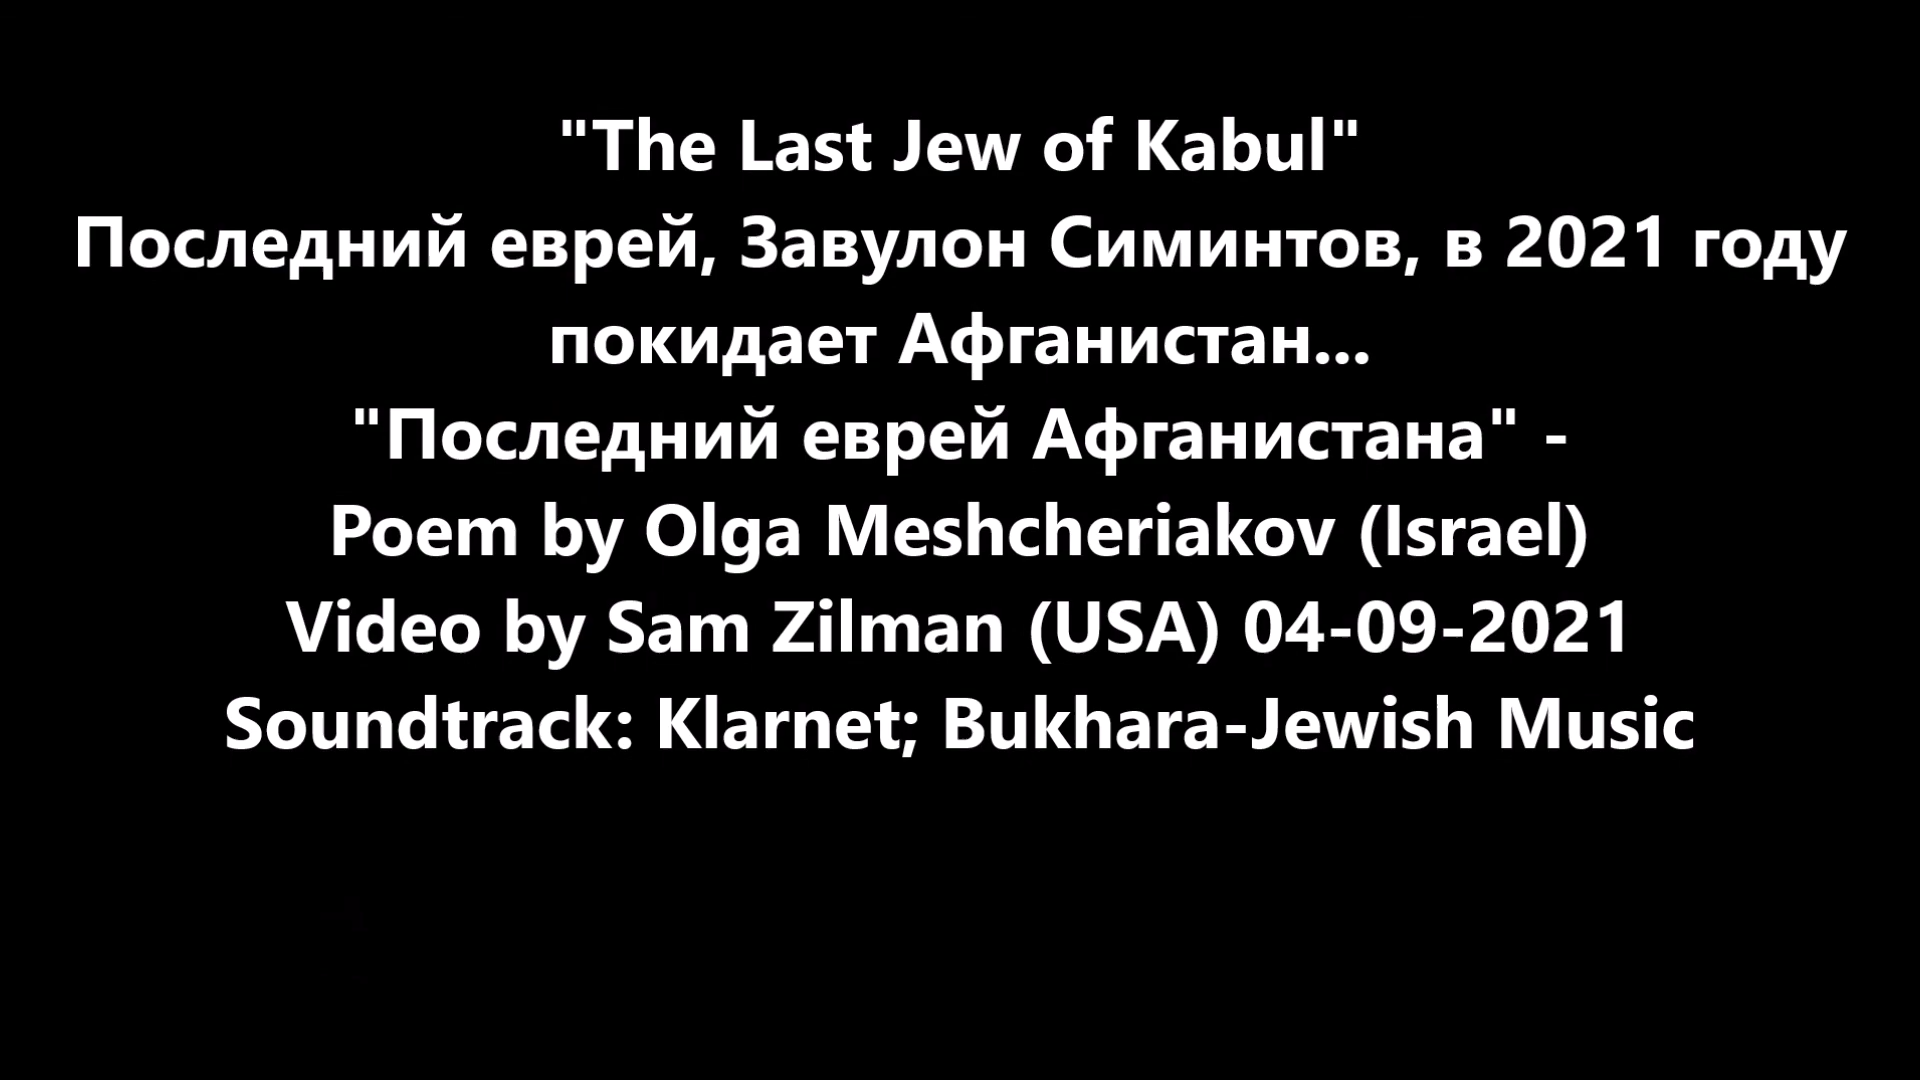 "The Last Jew of Kabul"
Последний еврей, Завулон Симинтов, в 2021 году
покидает Афганистан...
"Последний еврей Афганистана" -
Poem by Olga Meshcheriakov (Israel)
Video by Sam Zilman (USA) 04-09-2021
Soundtrack: Klarnet; Bukhara-Jewish Music